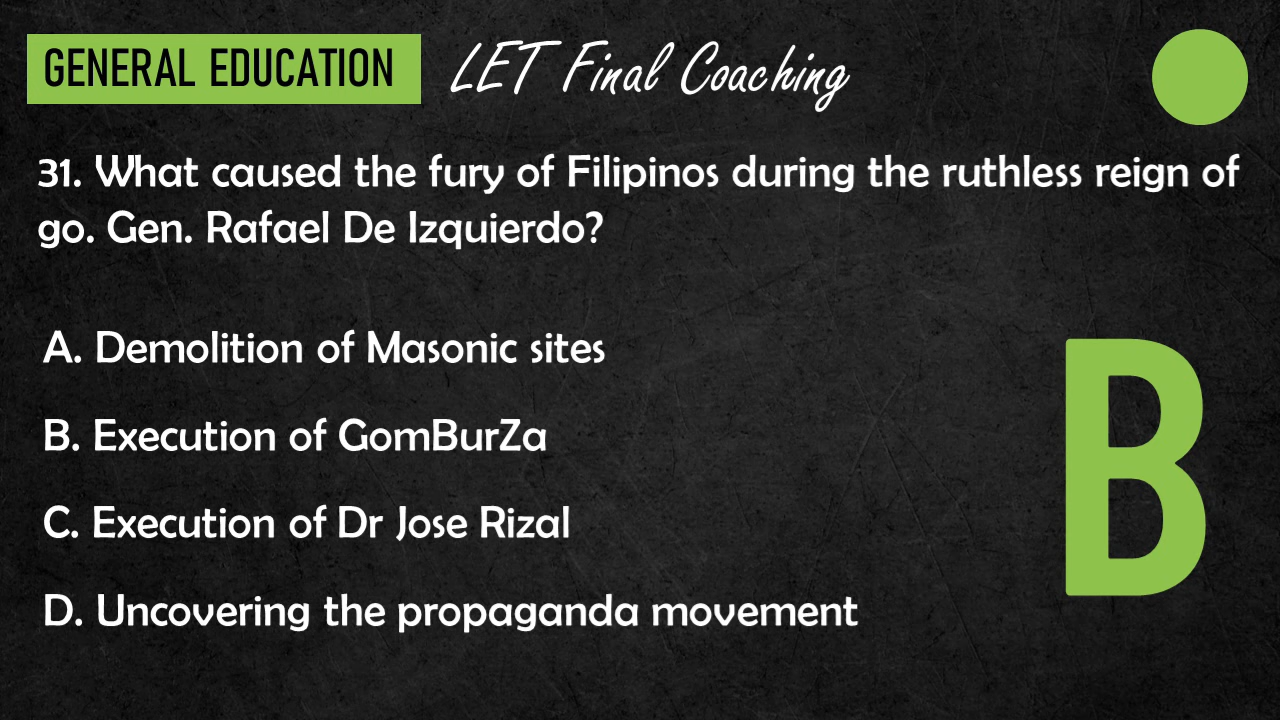 GENERAL EDUCATION
LET Final Coaching
31. What caused the fury of Filipinos during the ruthless reign of
go. Gen. Rafael De Izquierdo?
A. Demolition of Masonic sites
B. Execution of GomBurZa
C. Execution of Dr Jose Rizal
D. Uncovering the propaganda movement
B